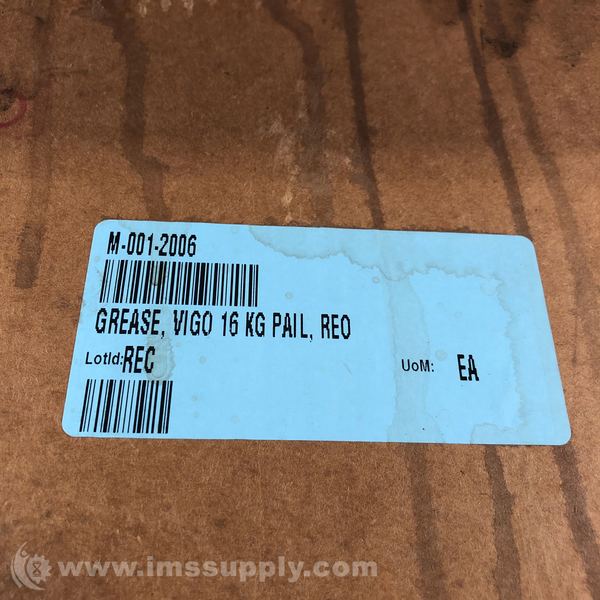 M-001-2006
GREASE, VIGO 16 KG PAIL, REO
LotId:REC UoM: EA
www.imssupply.com